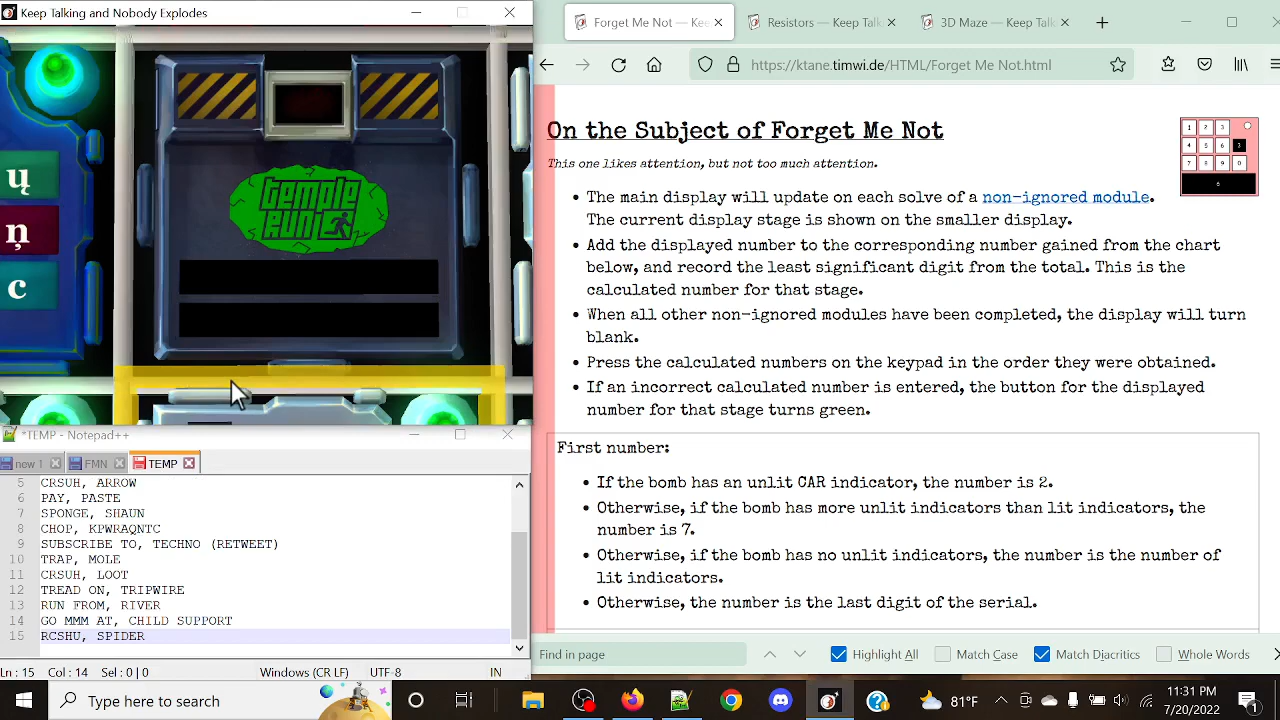 Keep Talking and Nobody Explodes
ų
ņ
c
temple
run
*TEMP - Notepad++
new 1
FMN
TEMP
5 CRSUH, ARROW
6 PAY, PASTE
7 SPONGE, SHAUN
8 CHOP, KPWRAQNTC
9 SUBSCRIBE TO, TECHNO (RETWEET)
10 TRAP, MOLE
11 CRSUH, LOOT
12 TREAD ON, TRIPWIRE
13 RUN FROM, RIVER
14 GO MMM AT, CHILD SUPPORT
15 RCSHU, SPIDER
Ln: 15 Col: 14 Sel: 0 | 0
Windows (CR LF)
UTF-8
IN
Forget Me Not — Kee
Resistors — Keep Talk
3D Maze — Keep Talk
https://ktane.timwi.de/HTML/Forget Me Not.html
On the Subject of Forget Me Not
This one likes attention, but not too much attention.
1 2 3
4 5 6 3
7 8 9 0
6
• The main display will update on each solve of a non-ignored module.
The current display stage is shown on the smaller display.
• Add the displayed number to the corresponding number gained from the chart
below, and record the least significant digit from the total. This is the
calculated number for that stage.
• When all other non-ignored modules have been completed, the display will turn
blank.
• Press the calculated numbers on the keypad in the order they were obtained.
• If an incorrect calculated number is entered, the button for the displayed
number for that stage turns green.
First number:
• If the bomb has an unlit CAR indicator, the number is 2.
• Otherwise, if the bomb has more unlit indicators than lit indicators, the
number is 7.
• Otherwise, if the bomb has no unlit indicators, the number is the number of
lit indicators.
• Otherwise, the number is the last digit of the serial.
Find in page
Highlight All
Match Case
Match Diacritics
Whole Words
Type here to search
81°F
11:31 PM
7/20/2022
1